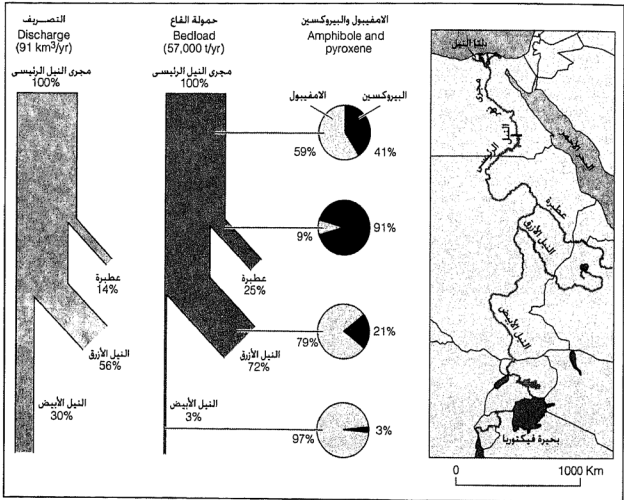 التصـــريف
Discharge
(91 km³/yr)
مجرى النيل الرئيسى
100%
عطبرة
14%
النيل الأزرق
56%
النيل الأبيض
30%
حمولة القاع
Bedload
(57,000 t/yr)
مجرى النيل الرئيسى
100%
عطبرة
25%
النيل الأزرق
72%
النيل الأبيض
3%
الامفيبول والبيروكسين
Amphibole and
pyroxene
الامفيبول
البيروكسين
59%
41%
9%
91%
79%
21%
97%
3%
دلتا النيل
مجرى
النيل
الرئيسى
البحر الأحمر
عطبرة
النيل الأزرق
النيل الأبيض
بحيرة فيكتوريا
0
1000 Km